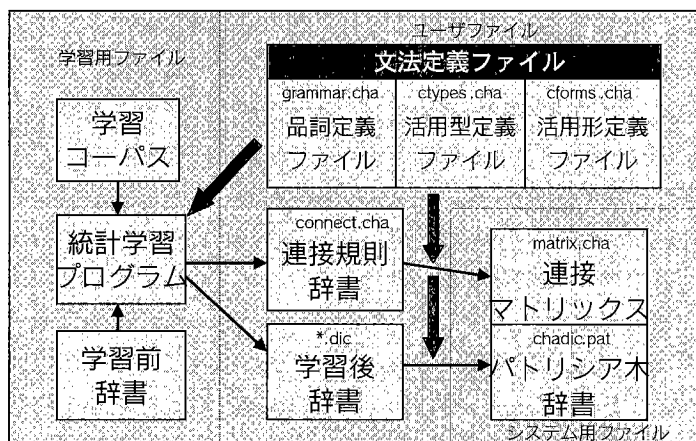 ユーザファイル
学習用ファイル
文法定義ファイル
grammar.cha
品詞定義
ファイル
ctypes.cha
活用型定義
ファイル
cforms.cha
活用形定義
ファイル
学習
コーパス
統計学習
プログラム
学習前
辞書
connect.cha
連接規則
辞書
*.dic
学習後
辞書
matrix.cha
連接
マトリックス
chadic.pat
パトリシア木
辞書
システム用ファイル